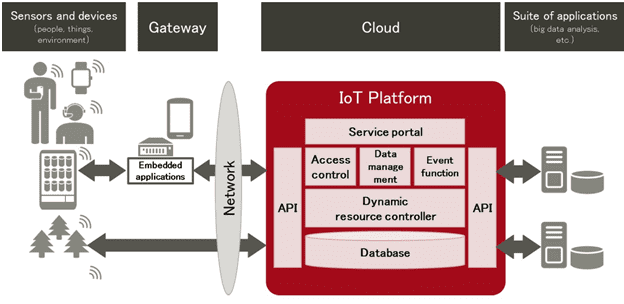 Sensors and devices
(people, things,
environment)
Gateway
Cloud
Suite of applications
(big data analysis,
etc.)
IoT Platform
Service portal
Access
control
Data
manage
ment
Event
function
Embedded
applications
Network
API
API
Dynamic
resource controller
Database